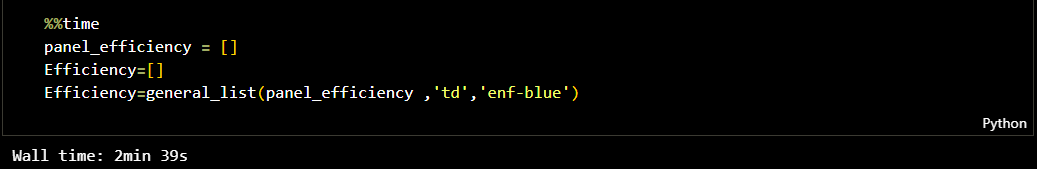 %%time
panel_efficiency = []
Efficiency=[]
Efficiency=general_list(panel_efficiency ,'td','enf-blue')
Python
Wall time: 2min 39s